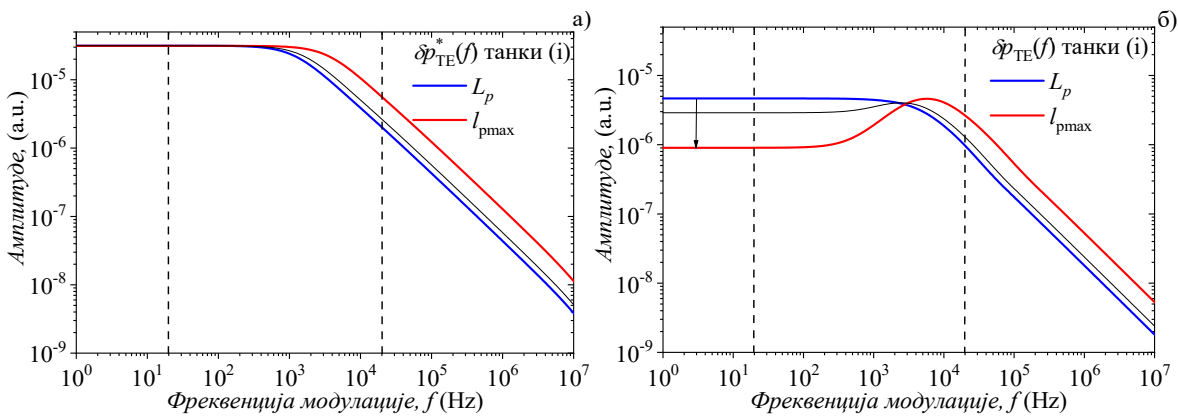 а)
δp*TE(f) танки (i)
Lp
lpmax
Амплитуде, (a.u.)
10^-5
10^-6
10^-7
10^-8
10^-9
10^0 10^1 10^2 10^3 10^4 10^5 10^6 10^7
Фреквенција модулације, f (Hz)
б)
δpTE(f) танки (i)
Lp
lpmax
Амплитуде, (a.u.)
10^-5
10^-6
10^-7
10^-8
10^-9
10^0 10^1 10^2 10^3 10^4 10^5 10^6 10^7
Фреквенција модулације, f (Hz)